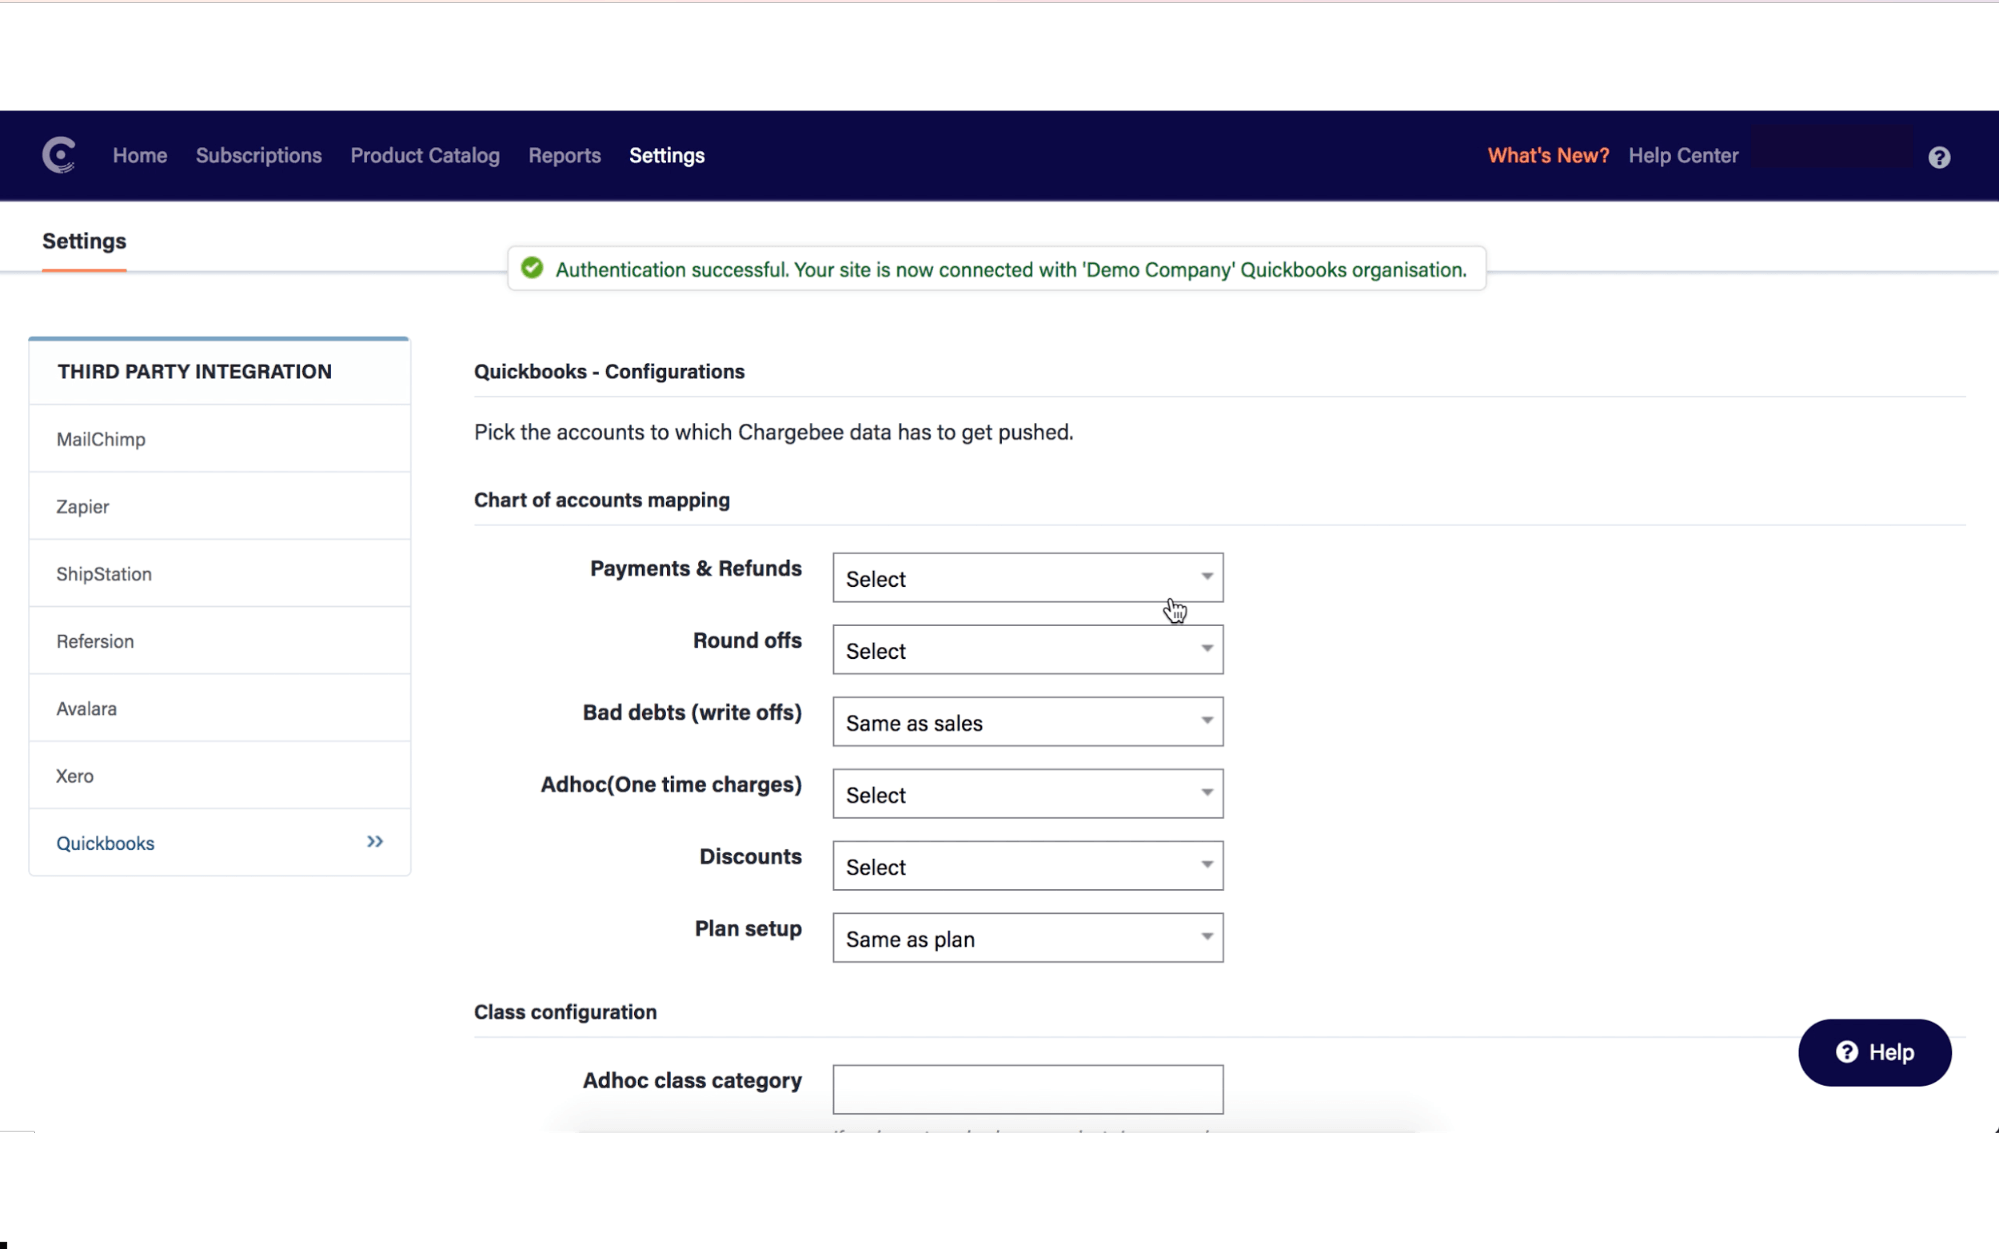 Home Subscriptions Product Catalog Reports Settings What's New? Help Center
Settings
Authentication successful. Your site is now connected with 'Demo Company' Quickbooks organisation.
THIRD PARTY INTEGRATION
MailChimp
Zapier
ShipStation
Refersion
Avalara
Xero
Quickbooks
Quickbooks - Configurations
Pick the accounts to which Chargebee data has to get pushed.
Chart of accounts mapping
Payments & Refunds Select
Round offs Select
Bad debts (write offs) Same as sales
Adhoc(One time charges) Select
Discounts Select
Plan setup Same as plan
Class configuration
Adhoc class category
Help